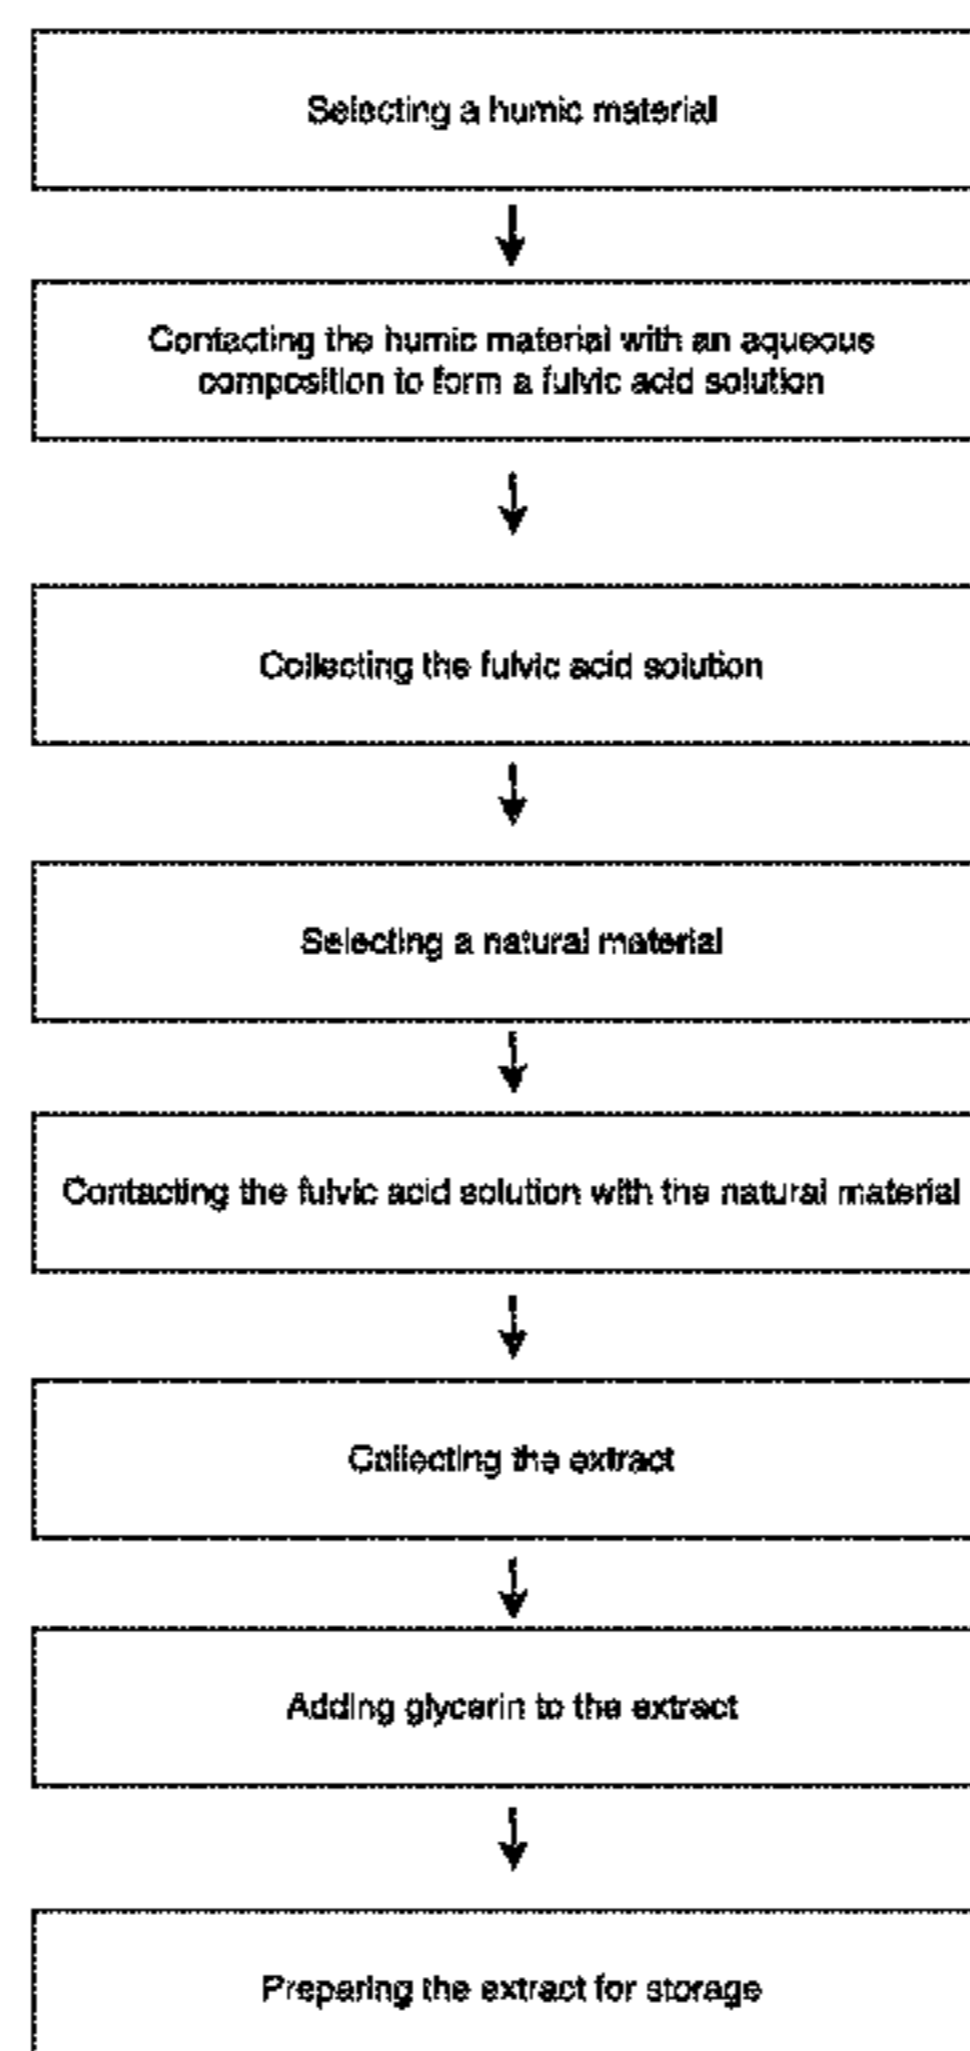 Selecting a humic material
Contacting the humic material with an aqueous
composition to form a fulvic acid solution
Collecting the fulvic acid solution
Selecting a natural material
Contacting the fulvic acid solution with the natural material
Collecting the extract
Adding glycerin to the extract
Preparing the extract for storage